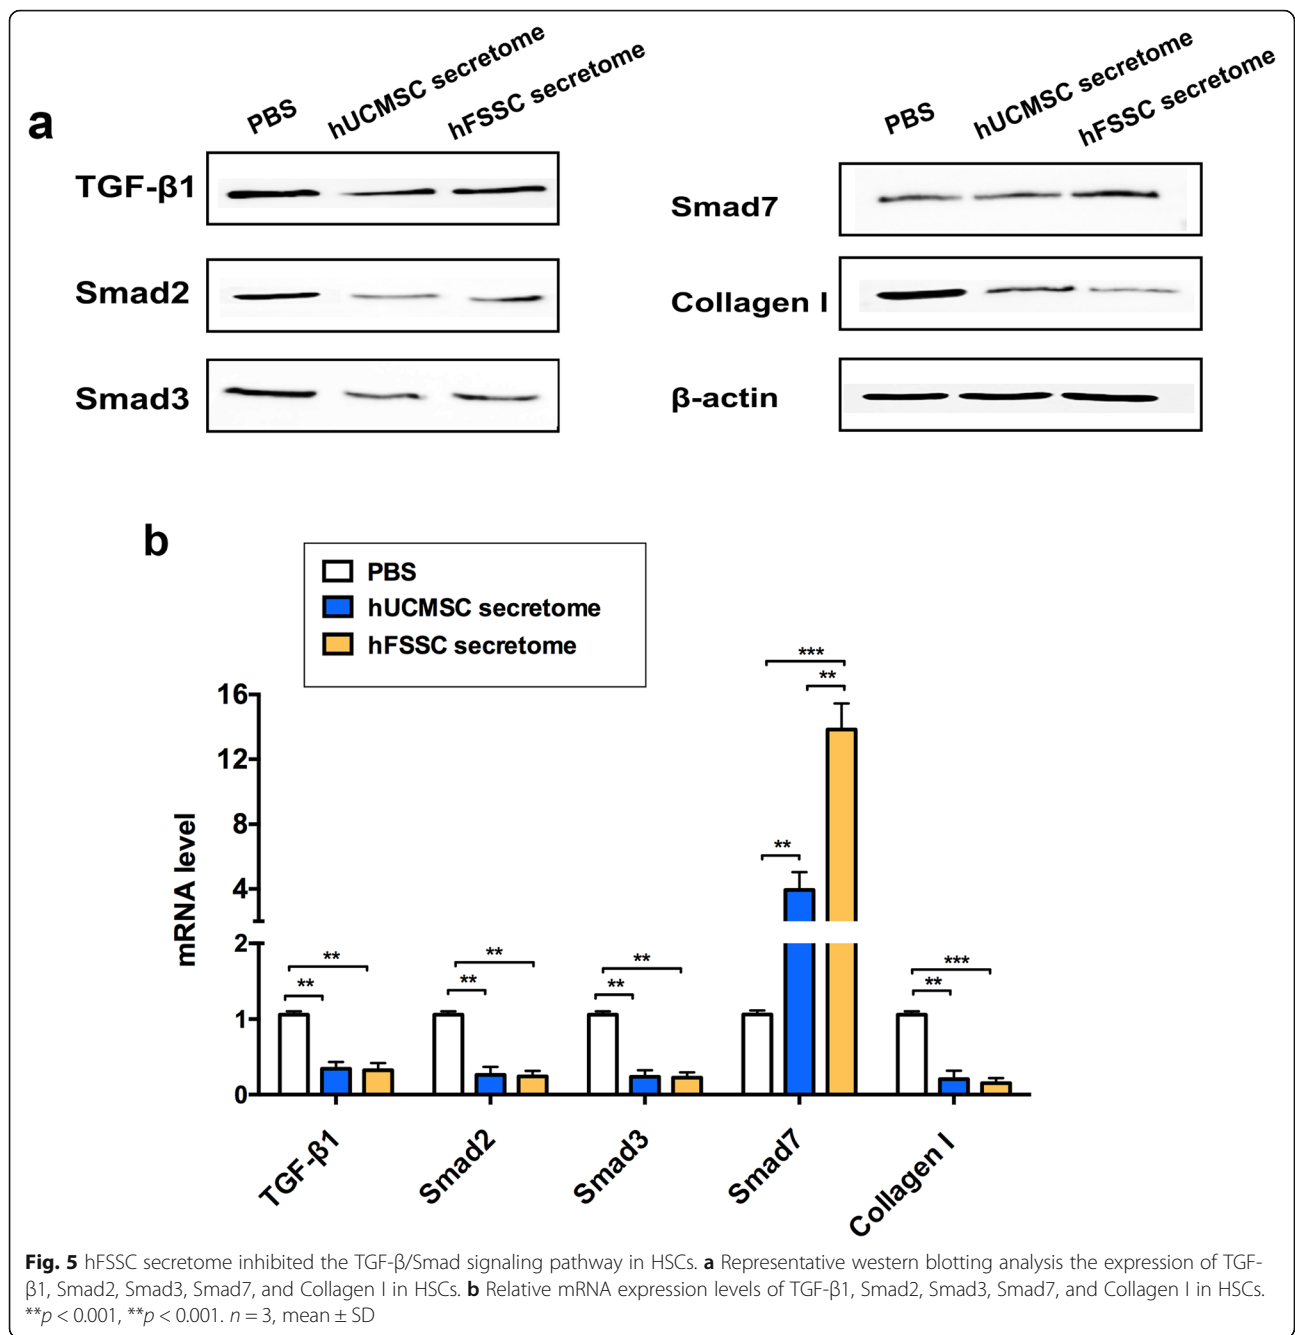 a
PBS
hUCMSC secretome
hFSSC secretome
TGF-β1
Smad2
Smad3
PBS
hUCMSC secretome
hFSSC secretome
Smad7
Collagen I
β-actin
b
PBS
hUCMSC secretome
hFSSC secretome
mRNA level
16
12
8
4
2
1
0
**
**
**
**
**
**
**
***
**
***
**
TGF-β1
Smad2
Smad3
Smad7
Collagen I
Fig. 5 hFSSC secretome inhibited the TGF-β/Smad signaling pathway in HSCs. a Representative western blotting analysis the expression of TGF-
β1, Smad2, Smad3, Smad7, and Collagen I in HSCs. b Relative mRNA expression levels of TGF-β1, Smad2, Smad3, Smad7, and Collagen I in HSCs.
**p < 0.001, **p < 0.001. n = 3, mean ± SD